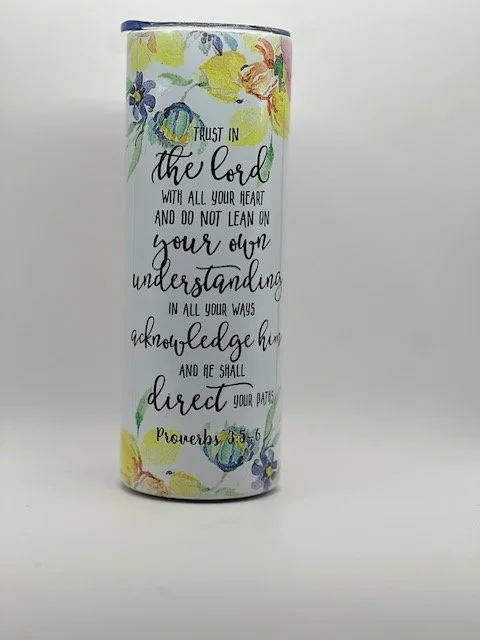 TRUST IN
the lord
WITH ALL YOUR HEART
AND DO NOT LEAN ON
your own
understanding
IN ALL YOUR WAYS
acknowledge him
AND HE SHALL
direct YOUR PATHS
Proverbs 3:5-6